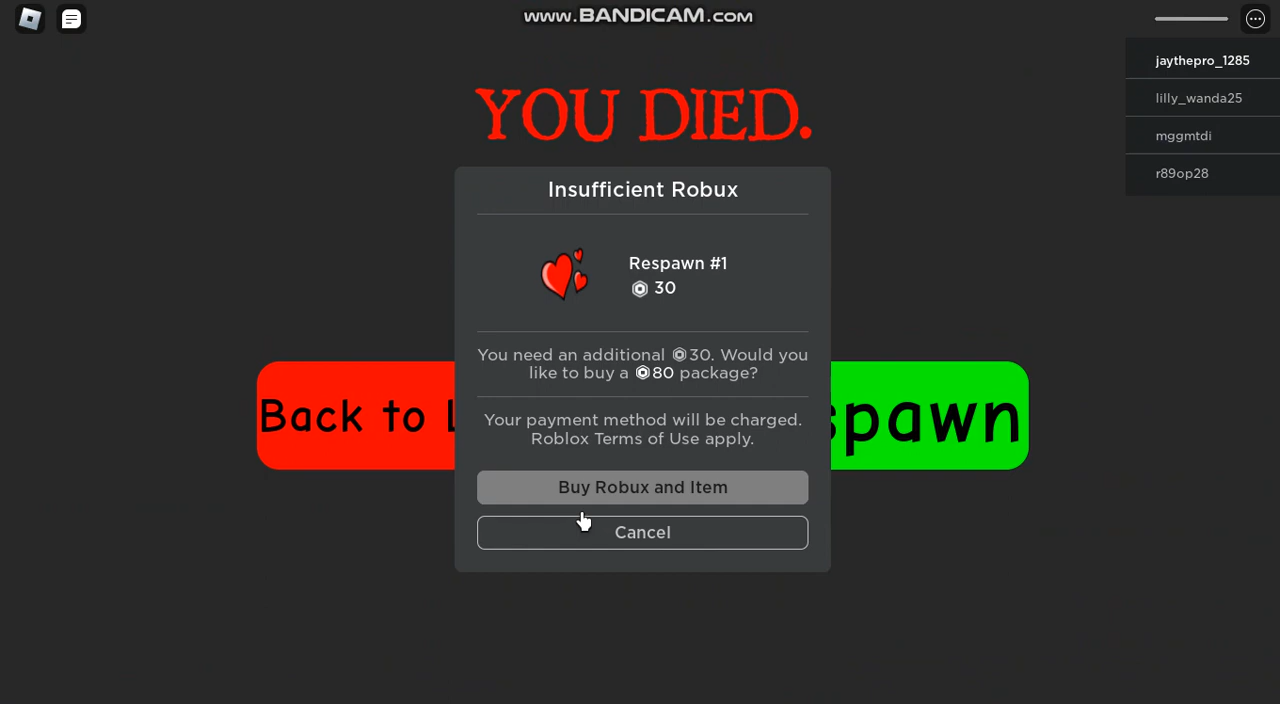 www.BANDICAM.com
jaythepro_1285
lilly_wanda25
mggmtdi
r89op28
YOU DIED.
Insufficient Robux
Respawn #1
30
You need an additional 30. Would you
like to buy a 80 package?
Your payment method will be charged.
Roblox Terms of Use apply.
Back to L
spawn
Buy Robux and Item
Cancel